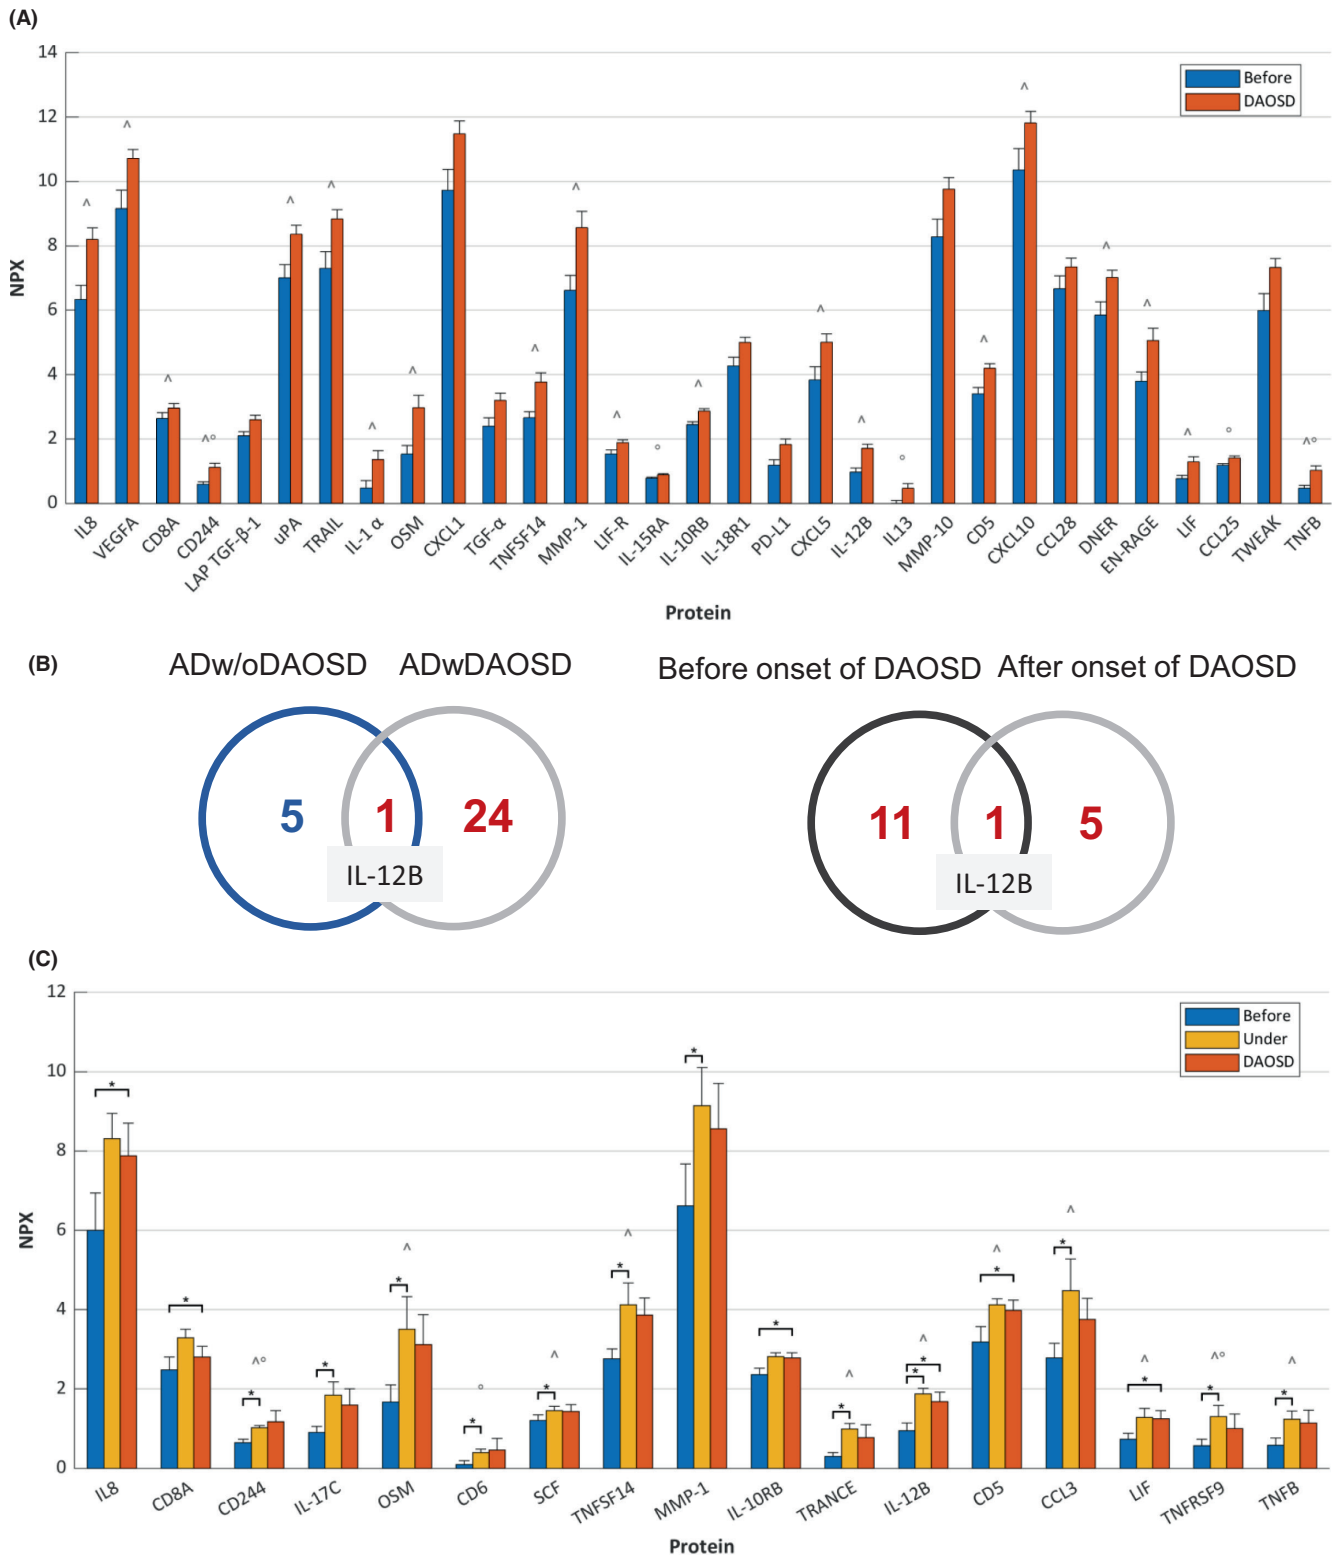 (A)
14
12
10
8
6
4
2
0
NPX
Before
DAOSD
^ ^ ^ ^° ^ ^ ^ ^ ^ ^ ^ ° ^ ^ ^ ° ^ ^ ^ ^ ^ ° ^°
IL8 VEGFA CD8A CD244 LAP TGF-β-1 uPA TRAIL IL-1 α OSM CXCL1 TGF-α TNFSF14 MMP-1 LIF-R IL-15RA IL-10RB IL-18R1 PD-L1 CXCL5 IL-12B IL13 MMP-10 CD5 CXCL10 CCL28 DNER EN-RAGE LIF CCL25 TWEAK TNFB
Protein
(B)
ADw/oDAOSD ADwDAOSD
5 1 24
IL-12B
Before onset of DAOSD After onset of DAOSD
11 1 5
IL-12B
(C)
12
10
8
6
4
2
0
NPX
Before
Under
DAOSD
* * ^° * * ^ * ° * ^ * ^ * * * ^ * ^ * * ^ * ^ * ^ * ^° * ^ *
IL8 CD8A CD244 IL-17C OSM CD6 SCF TNFSF14 MMP-1 IL-10RB TRANCE IL-12B CD5 CCL3 LIF TNFRSF9 TNFB
Protein